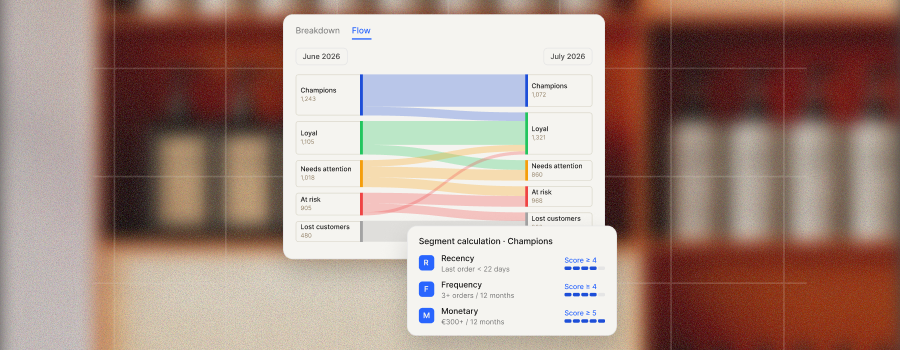 Breakdown Flow
June 2026 July 2026
Champions
1,243
Champions
1,072
Loyal
1,105
Loyal
1,321
Needs attention
1,018
Needs attention
860
At risk
905
At risk
968
Lost customers
480
Lost customers
Segment calculation · Champions
R Recency Score ≥ 4
Last order < 22 days
F Frequency Score ≥ 4
3+ orders / 12 months
M Monetary Score ≥ 5
€300+ / 12 months